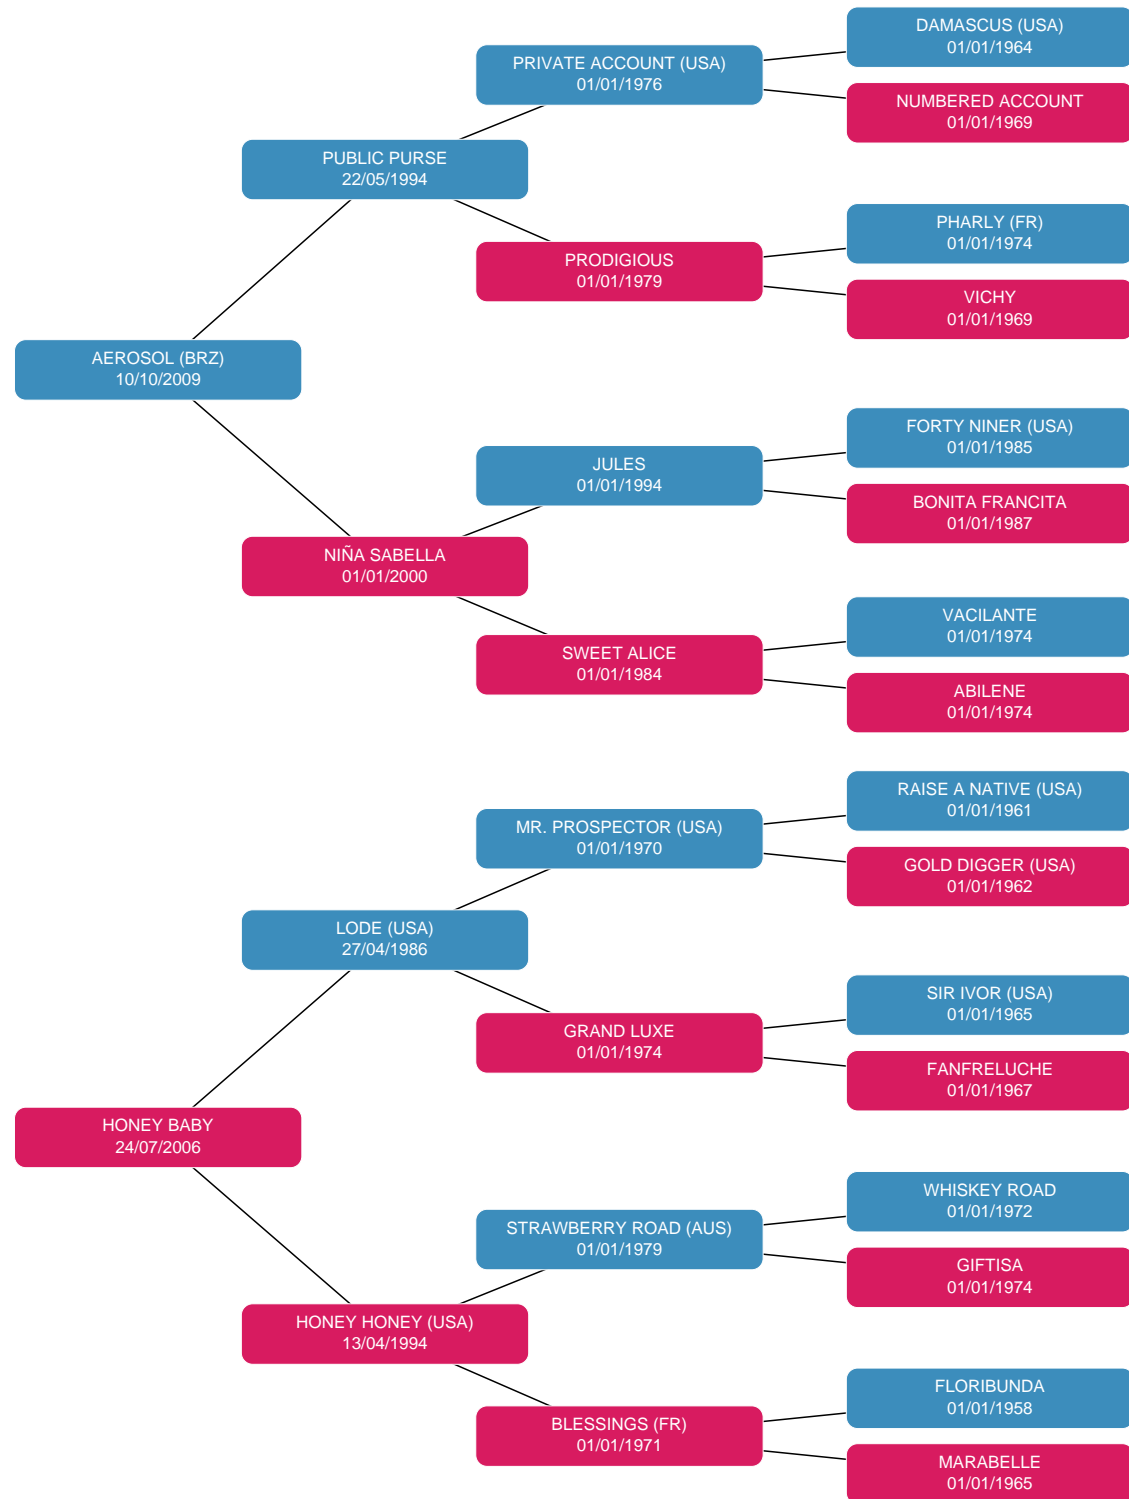 DAMASCUS (USA)
01/01/1964
PRIVATE ACCOUNT (USA)
01/01/1976
NUMBERED ACCOUNT
01/01/1969
PUBLIC PURSE
22/05/1994
PHARLY (FR)
01/01/1974
PRODIGIOUS
01/01/1979
VICHY
01/01/1969
AEROSOL (BRZ)
10/10/2009
FORTY NINER (USA)
01/01/1985
JULES
01/01/1994
BONITA FRANCITA
01/01/1987
NIÑA SABELLA
01/01/2000
VACILANTE
01/01/1974
SWEET ALICE
01/01/1984
ABILENE
01/01/1974
RAISE A NATIVE (USA)
01/01/1961
MR. PROSPECTOR (USA)
01/01/1970
GOLD DIGGER (USA)
01/01/1962
LODE (USA)
27/04/1986
SIR IVOR (USA)
01/01/1965
GRAND LUXE
01/01/1974
FANFRELUCHE
01/01/1967
HONEY BABY
24/07/2006
WHISKEY ROAD
01/01/1972
STRAWBERRY ROAD (AUS)
01/01/1979
GIFTISA
01/01/1974
HONEY HONEY (USA)
13/04/1994
FLORIBUNDA
01/01/1958
BLESSINGS (FR)
01/01/1971
MARABELLE
01/01/1965